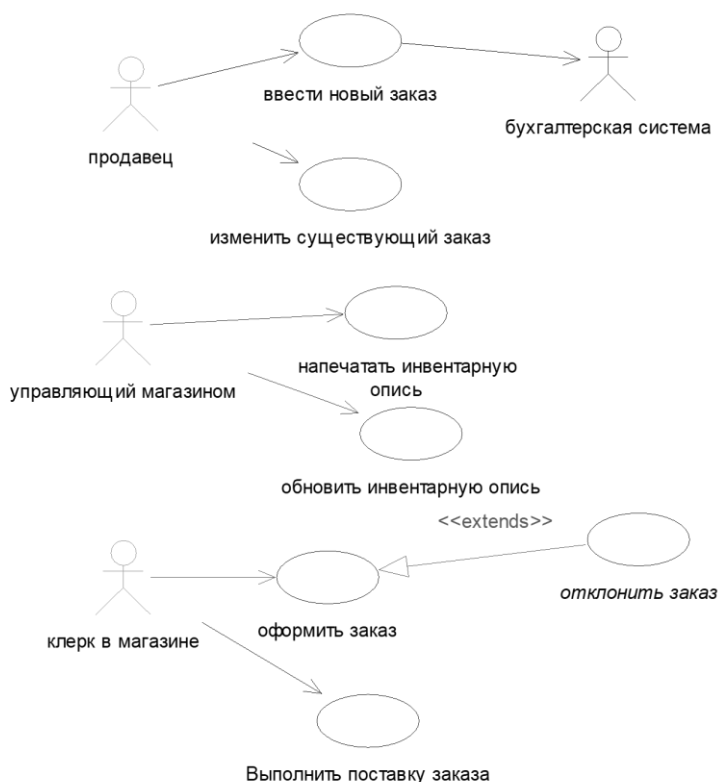 ввести новый заказ
бухгалтерская система
продавец
изменить существующий заказ
напечатать инвентарную
опись
управляющий магазином
обновить инвентарную опись
<<extends>>
отклонить заказ
оформить заказ
клерк в магазине
Выполнить поставку заказа